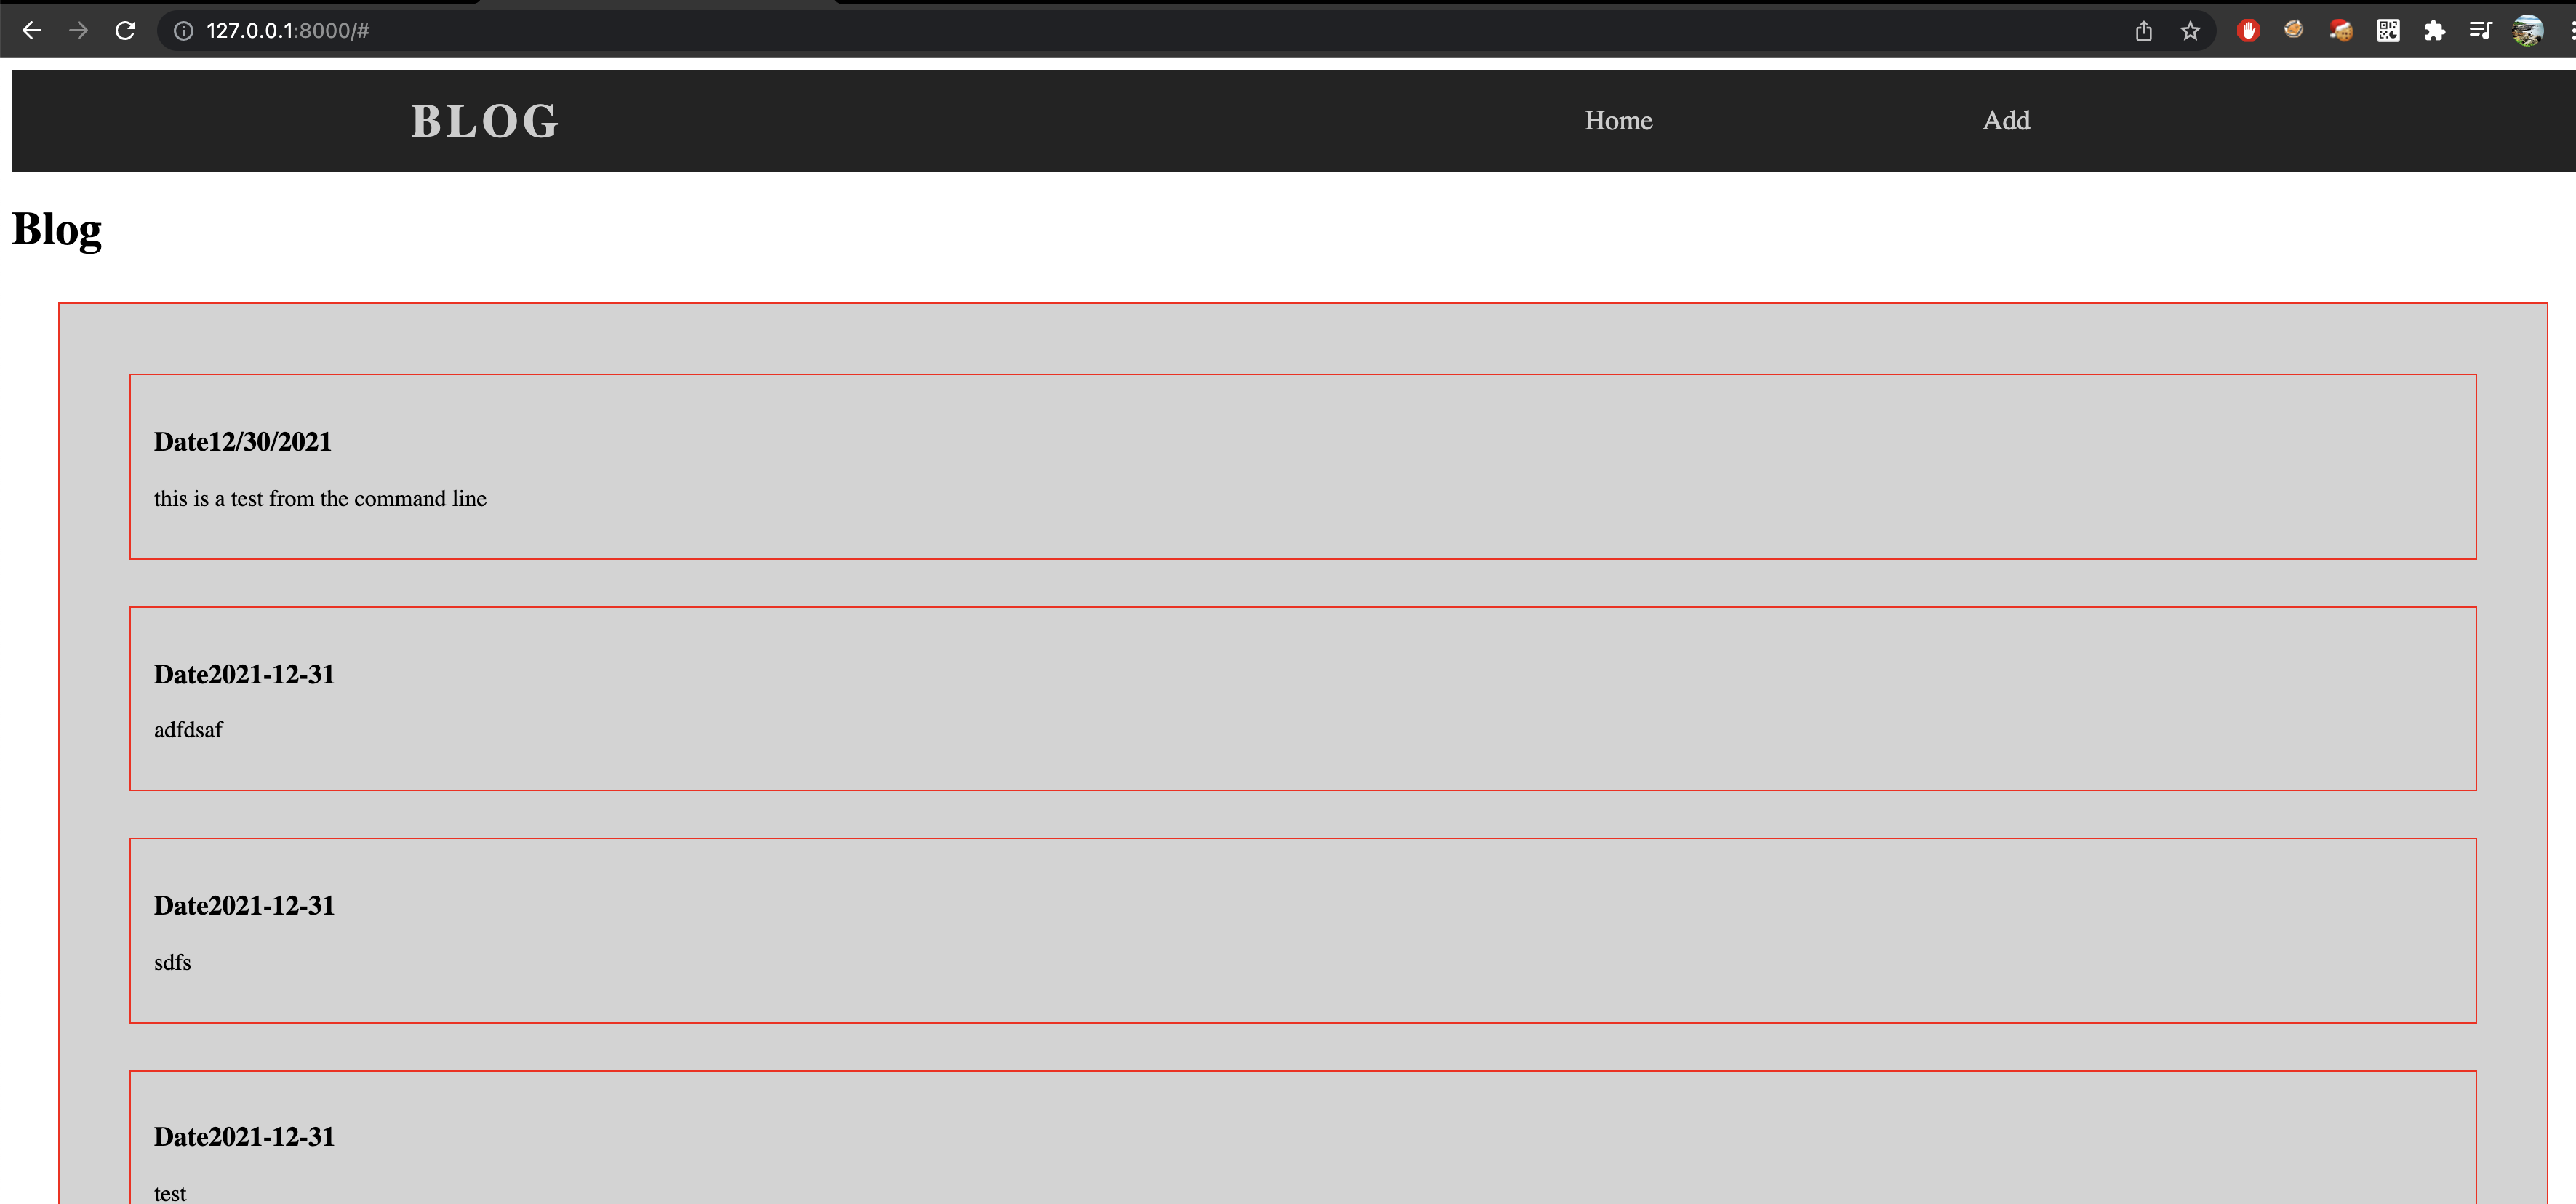 127.0.0.1:8000/#
BLOG Home Add
Blog
Date12/30/2021
this is a test from the command line
Date2021-12-31
adfdsaf
Date2021-12-31
sdfs
Date2021-12-31
test